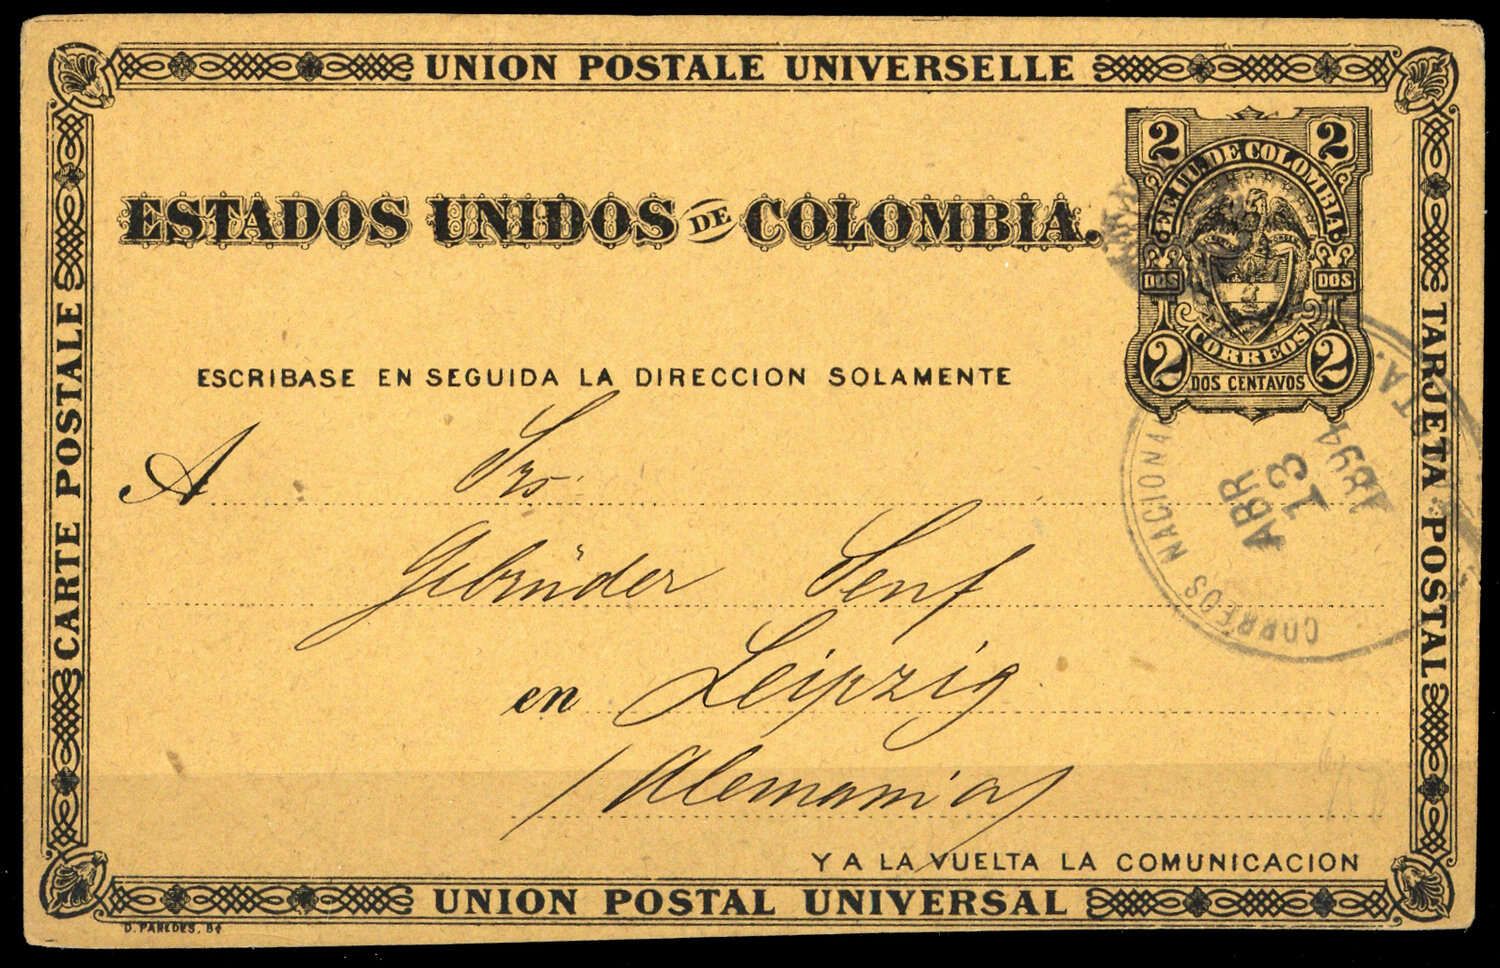 UNION POSTALE UNIVERSELLE
2 2
EE. UU. DE COLOMBIA.
ESTADOS UNIDOS DE COLOMBIA.
DOS DOS
CORREOS
2 2
DOS CENTAVOS
CARTE POSTALE
TARJETA POSTAL
ESCRIBASE EN SEGUIDA LA DIRECCION SOLAMENTE
A Srs.
Gebrüder Senf
en Leipzig
(Alemania)
CORREOS NACIONA
ABR
13
1894
TA.
Y A LA VUELTA LA COMUNICACION
UNION POSTAL UNIVERSAL
D. PAREDES. Bá